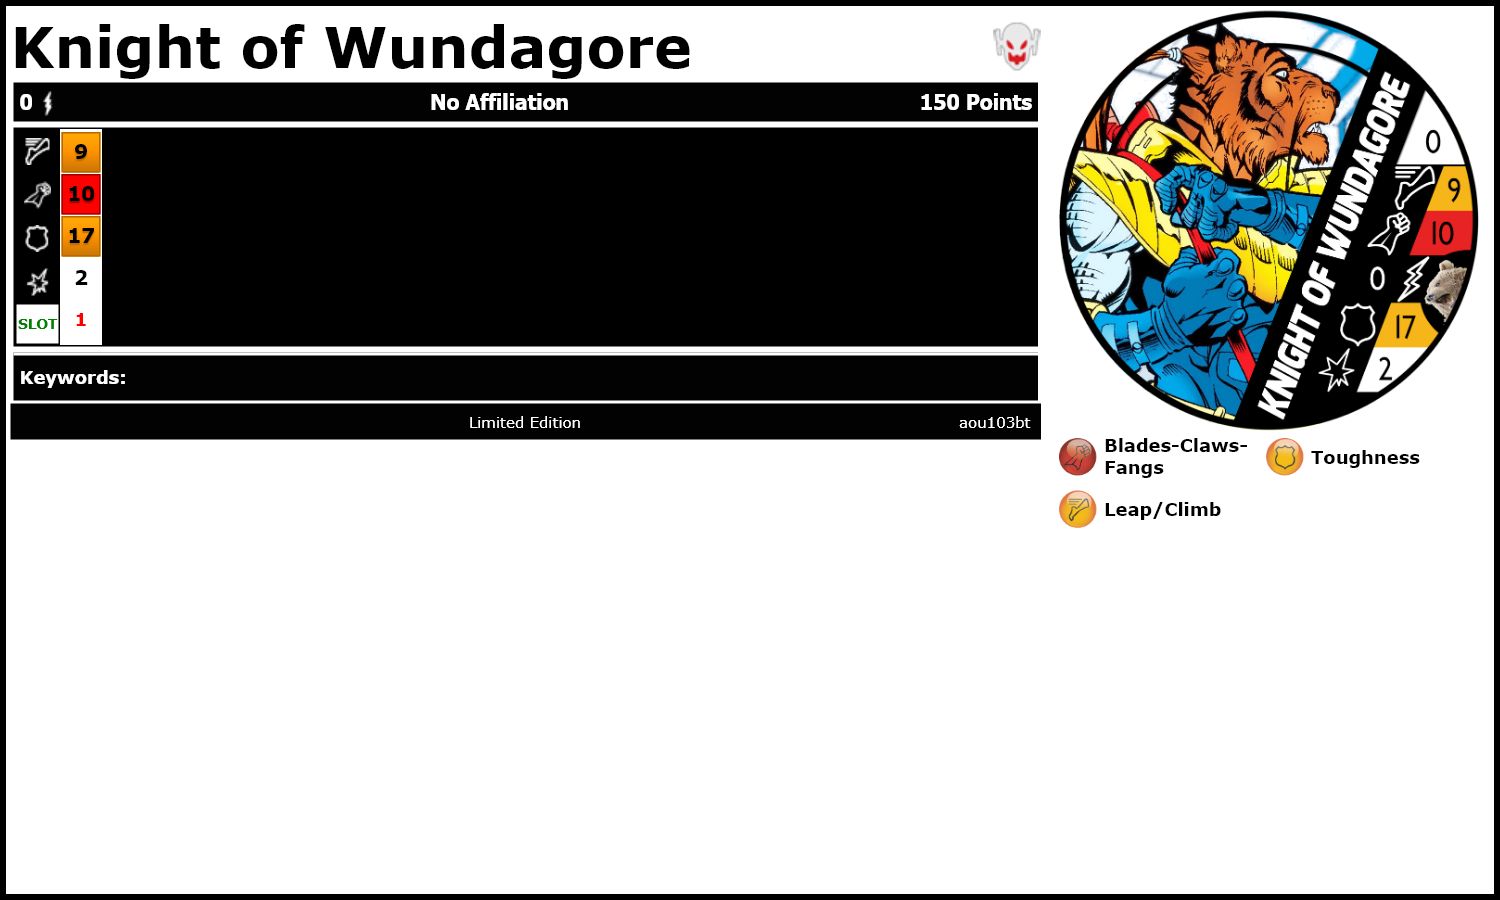 Knight of Wundagore
0 No Affiliation 150 Points
9
10
17
2
SLOT 1
Keywords:
Limited Edition aou103bt
KNIGHT OF WUNDAGORE
0
9
10
0
17
2
Blades-Claws-
Fangs
Toughness
Leap/Climb